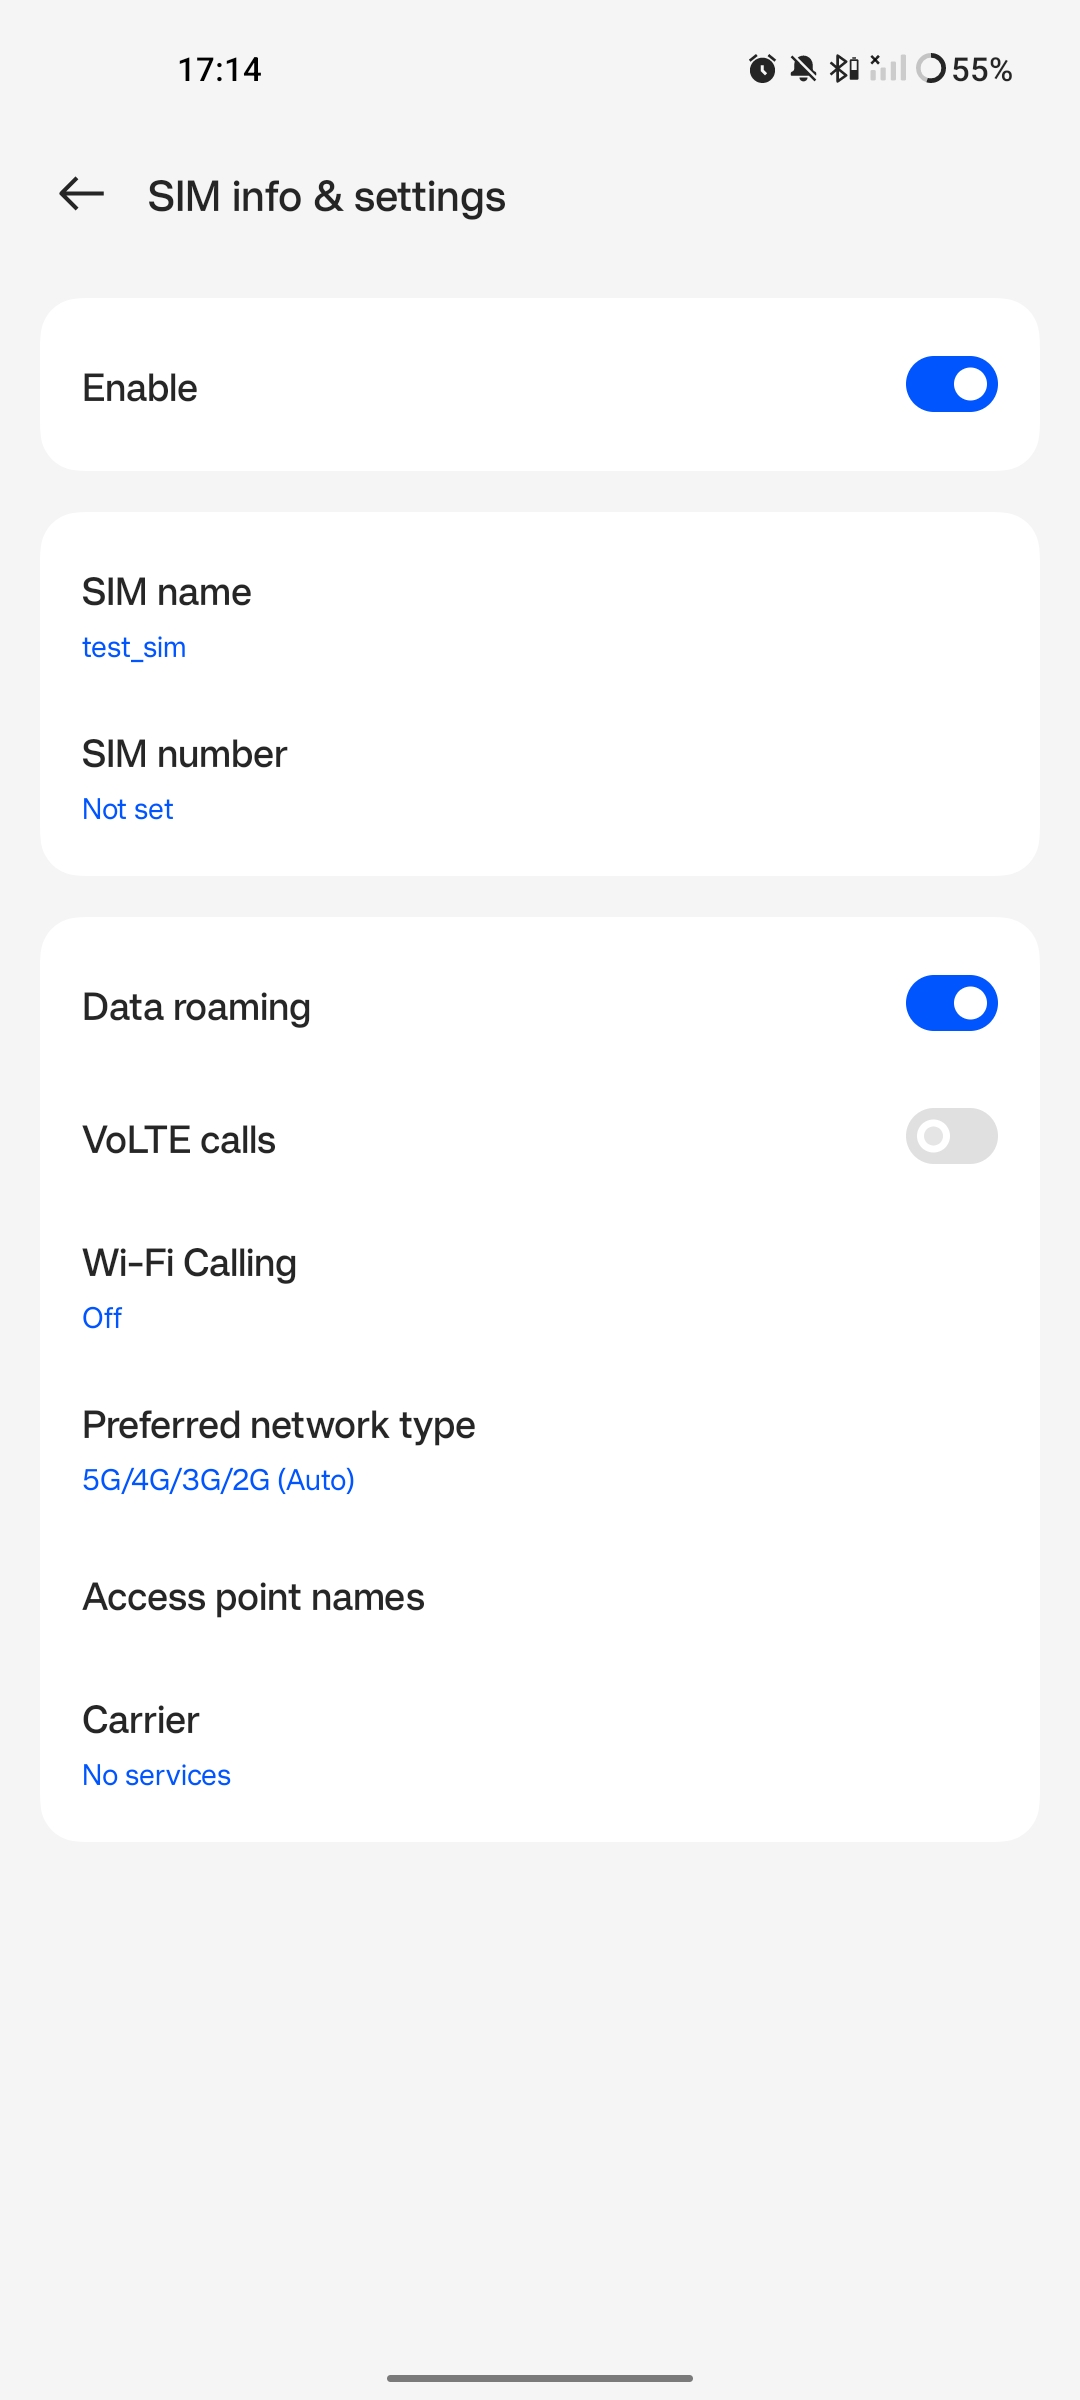 17:14 55%
SIM info & settings
Enable
SIM name
test_sim
SIM number
Not set
Data roaming
VoLTE calls
Wi-Fi Calling
Off
Preferred network type
5G/4G/3G/2G (Auto)
Access point names
Carrier
No services